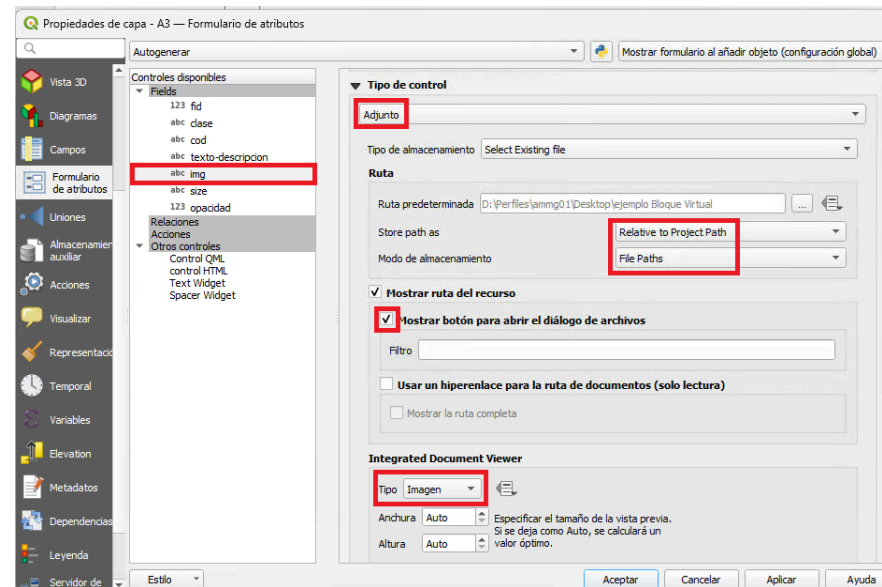 Propiedades de capa - A3 — Formulario de atributos
Autogenerar
Mostrar formulario al añadir objeto (configuración global)
Vista 3D
Diagramas
Campos
Formulario
de atributos
Uniones
Almacenamier
auxiliar
Acciones
Visualizar
Representació
Temporal
Variables
Elevation
Metadatos
Dependencias
Leyenda
Servidor de
Controles disponibles
Fields
123 fid
abc clase
abc cod
abc texto-descripcion
abc img
abc size
123 opacidad
Relaciones
Acciones
Otros controles
Control QML
control HTML
Text Widget
Spacer Widget
Tipo de control
Adjunto
Tipo de almacenamiento Select Existing file
Ruta
Ruta predeterminada D:\Perfiles\ammg01\Desktop\ejemplo Bloque Virtual ...
Store path as Relative to Project Path
Modo de almacenamiento File Paths
Mostrar ruta del recurso
Mostrar botón para abrir el diálogo de archivos
Filtro
Usar un hiperenlace para la ruta de documentos (solo lectura)
Mostrar la ruta completa
Integrated Document Viewer
Tipo Imagen
Anchura Auto Especificar el tamaño de la vista previa.
Si se deja como Auto, se calculará un
Altura Auto valor óptimo.
Estilo Aceptar Cancelar Aplicar Ayuda